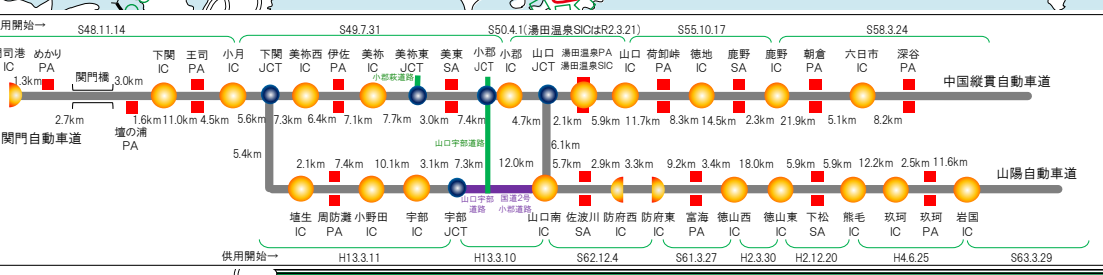 用開始→
S48.11.14
S49.7.31
S50.4.1(湯田温泉SICはR2.3.21)
S55.10.17
S58.3.24
司港
IC
めかり
PA
下関
IC
王司
PA
小月
IC
下関
JCT
美祢西
IC
伊佐
PA
美祢
IC
美祢東
JCT
美東
SA
小郡
JCT
小郡
IC
山口
JCT
湯田温泉PA
湯田温泉SIC
山口
IC
荷卸峠
PA
徳地
IC
鹿野
SA
鹿野
IC
朝倉
PA
六日市
IC
深谷
PA
小郡萩道路
中国縦貫自動車道
1.3km
関門橋
3.0km
2.7km
1.6km
11.0km
4.5km
5.6km
7.3km
6.4km
7.1km
7.7km
3.0km
7.4km
4.7km
2.1km
5.9km
11.7km
8.3km
14.5km
2.3km
21.9km
5.1km
8.2km
関門自動車道
壇の浦
PA
山口宇部道路
5.4km
6.1km
2.1km
7.4km
10.1km
3.1km
7.3km
12.0km
5.7km
2.9km
3.3km
9.2km
3.4km
18.0km
5.9km
5.9km
12.2km
2.5km
11.6km
山陽自動車道
山口宇部
道路
国道2号
小郡道路
埴生
IC
周防灘
PA
小野田
IC
宇部
IC
宇部
JCT
山口南
IC
佐波川
SA
防府西
IC
防府東
IC
富海
PA
徳山西
IC
徳山東
IC
下松
SA
熊毛
IC
玖珂
IC
玖珂
PA
岩国
IC
供用開始→
H13.3.11
H13.3.10
S62.12.4
S61.3.27
H2.3.30
H2.12.20
H4.6.25
S63.3.29